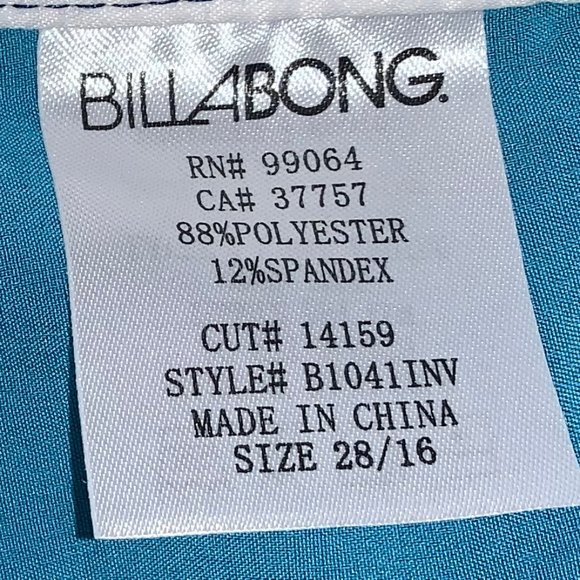 BILLABONG.
RN# 99064
CA# 37757
88%POLYESTER
12%SPANDEX
CUT# 14159
STYLE# B1041INV
MADE IN CHINA
SIZE 28/16